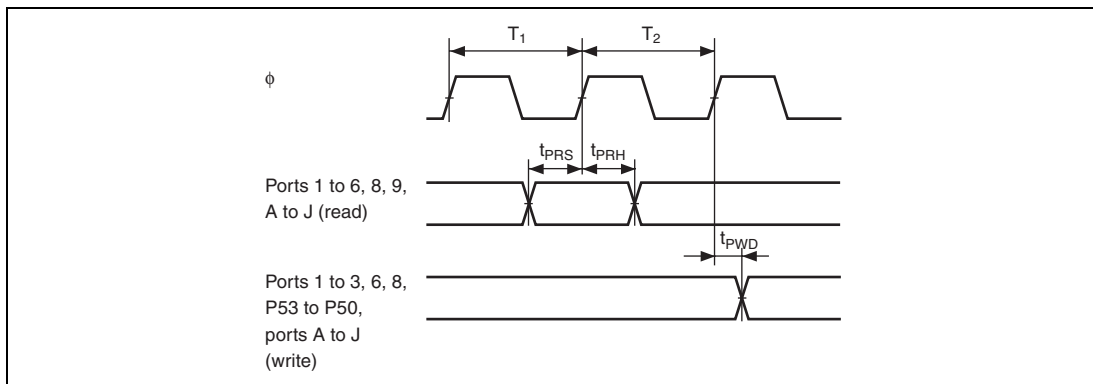 T1
T2
ϕ
tPRS
tPRH
Ports 1 to 6, 8, 9,
A to J (read)
tPWD
Ports 1 to 3, 6, 8,
P53 to P50,
ports A to J
(write)